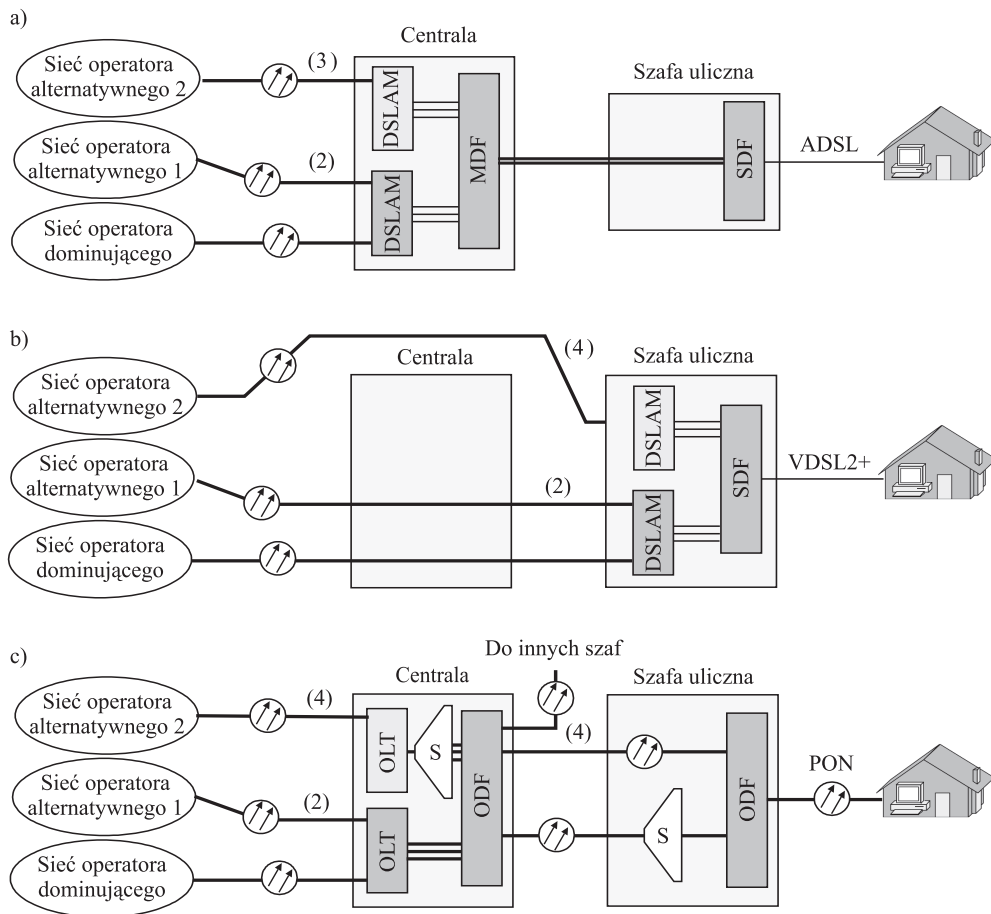 a)
Centrala
Sieć operatora
alternatywnego 2
(3)
DSLAM
Szafa uliczna
MDF
SDF
ADSL
Sieć operatora
alternatywnego 1
(2)
DSLAM
Sieć operatora
dominującego
b)
(4)
Centrala
Szafa uliczna
Sieć operatora
alternatywnego 2
DSLAM
SDF
VDSL2+
Sieć operatora
alternatywnego 1
(2)
DSLAM
Sieć operatora
dominującego
c)
Do innych szaf
Centrala
Szafa uliczna
Sieć operatora
alternatywnego 2
(4)
OLT
S
ODF
(4)
ODF
PON
Sieć operatora
alternatywnego 1
(2)
OLT
S
Sieć operatora
dominującego